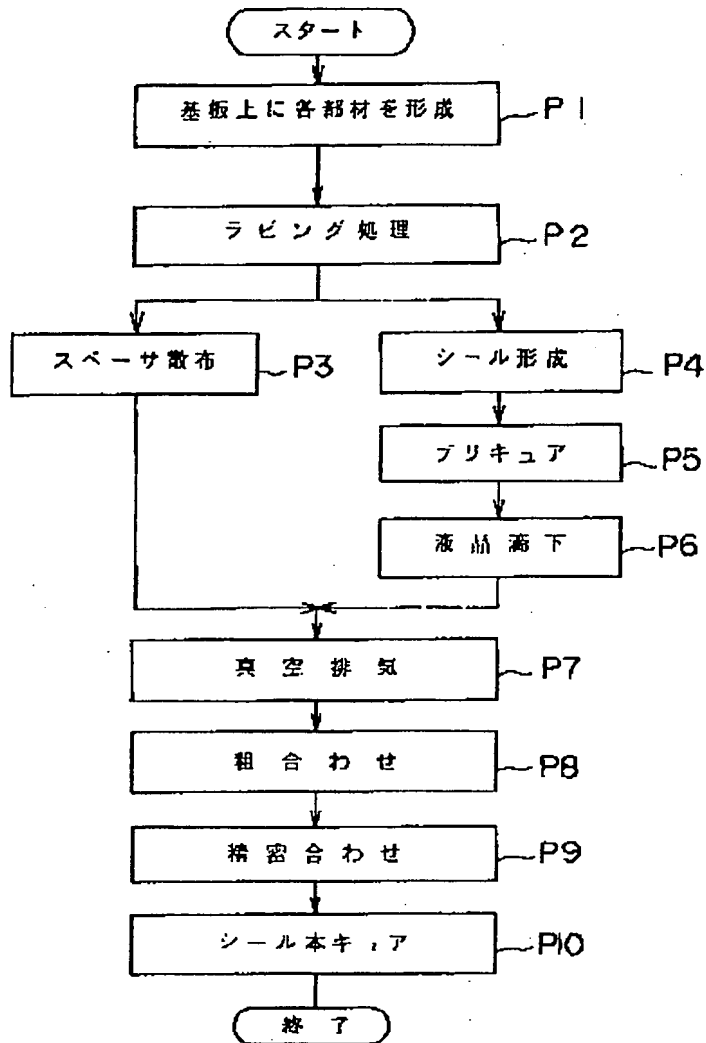 スタート
基板上に各部材を形成
P1
ラビング処理
P2
スペーサ散布
P3
シール形成
P4
プリキュア
P5
液晶滴下
P6
真空排気
P7
粗合わせ
P8
精密合わせ
P9
シール本キュア
P10
終了